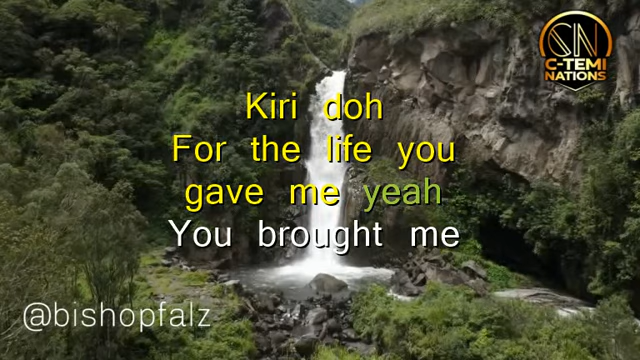 C-TEMI
NATIONS
Kiri doh
For the life you
gave me yeah
You brought me
@bishopfalz